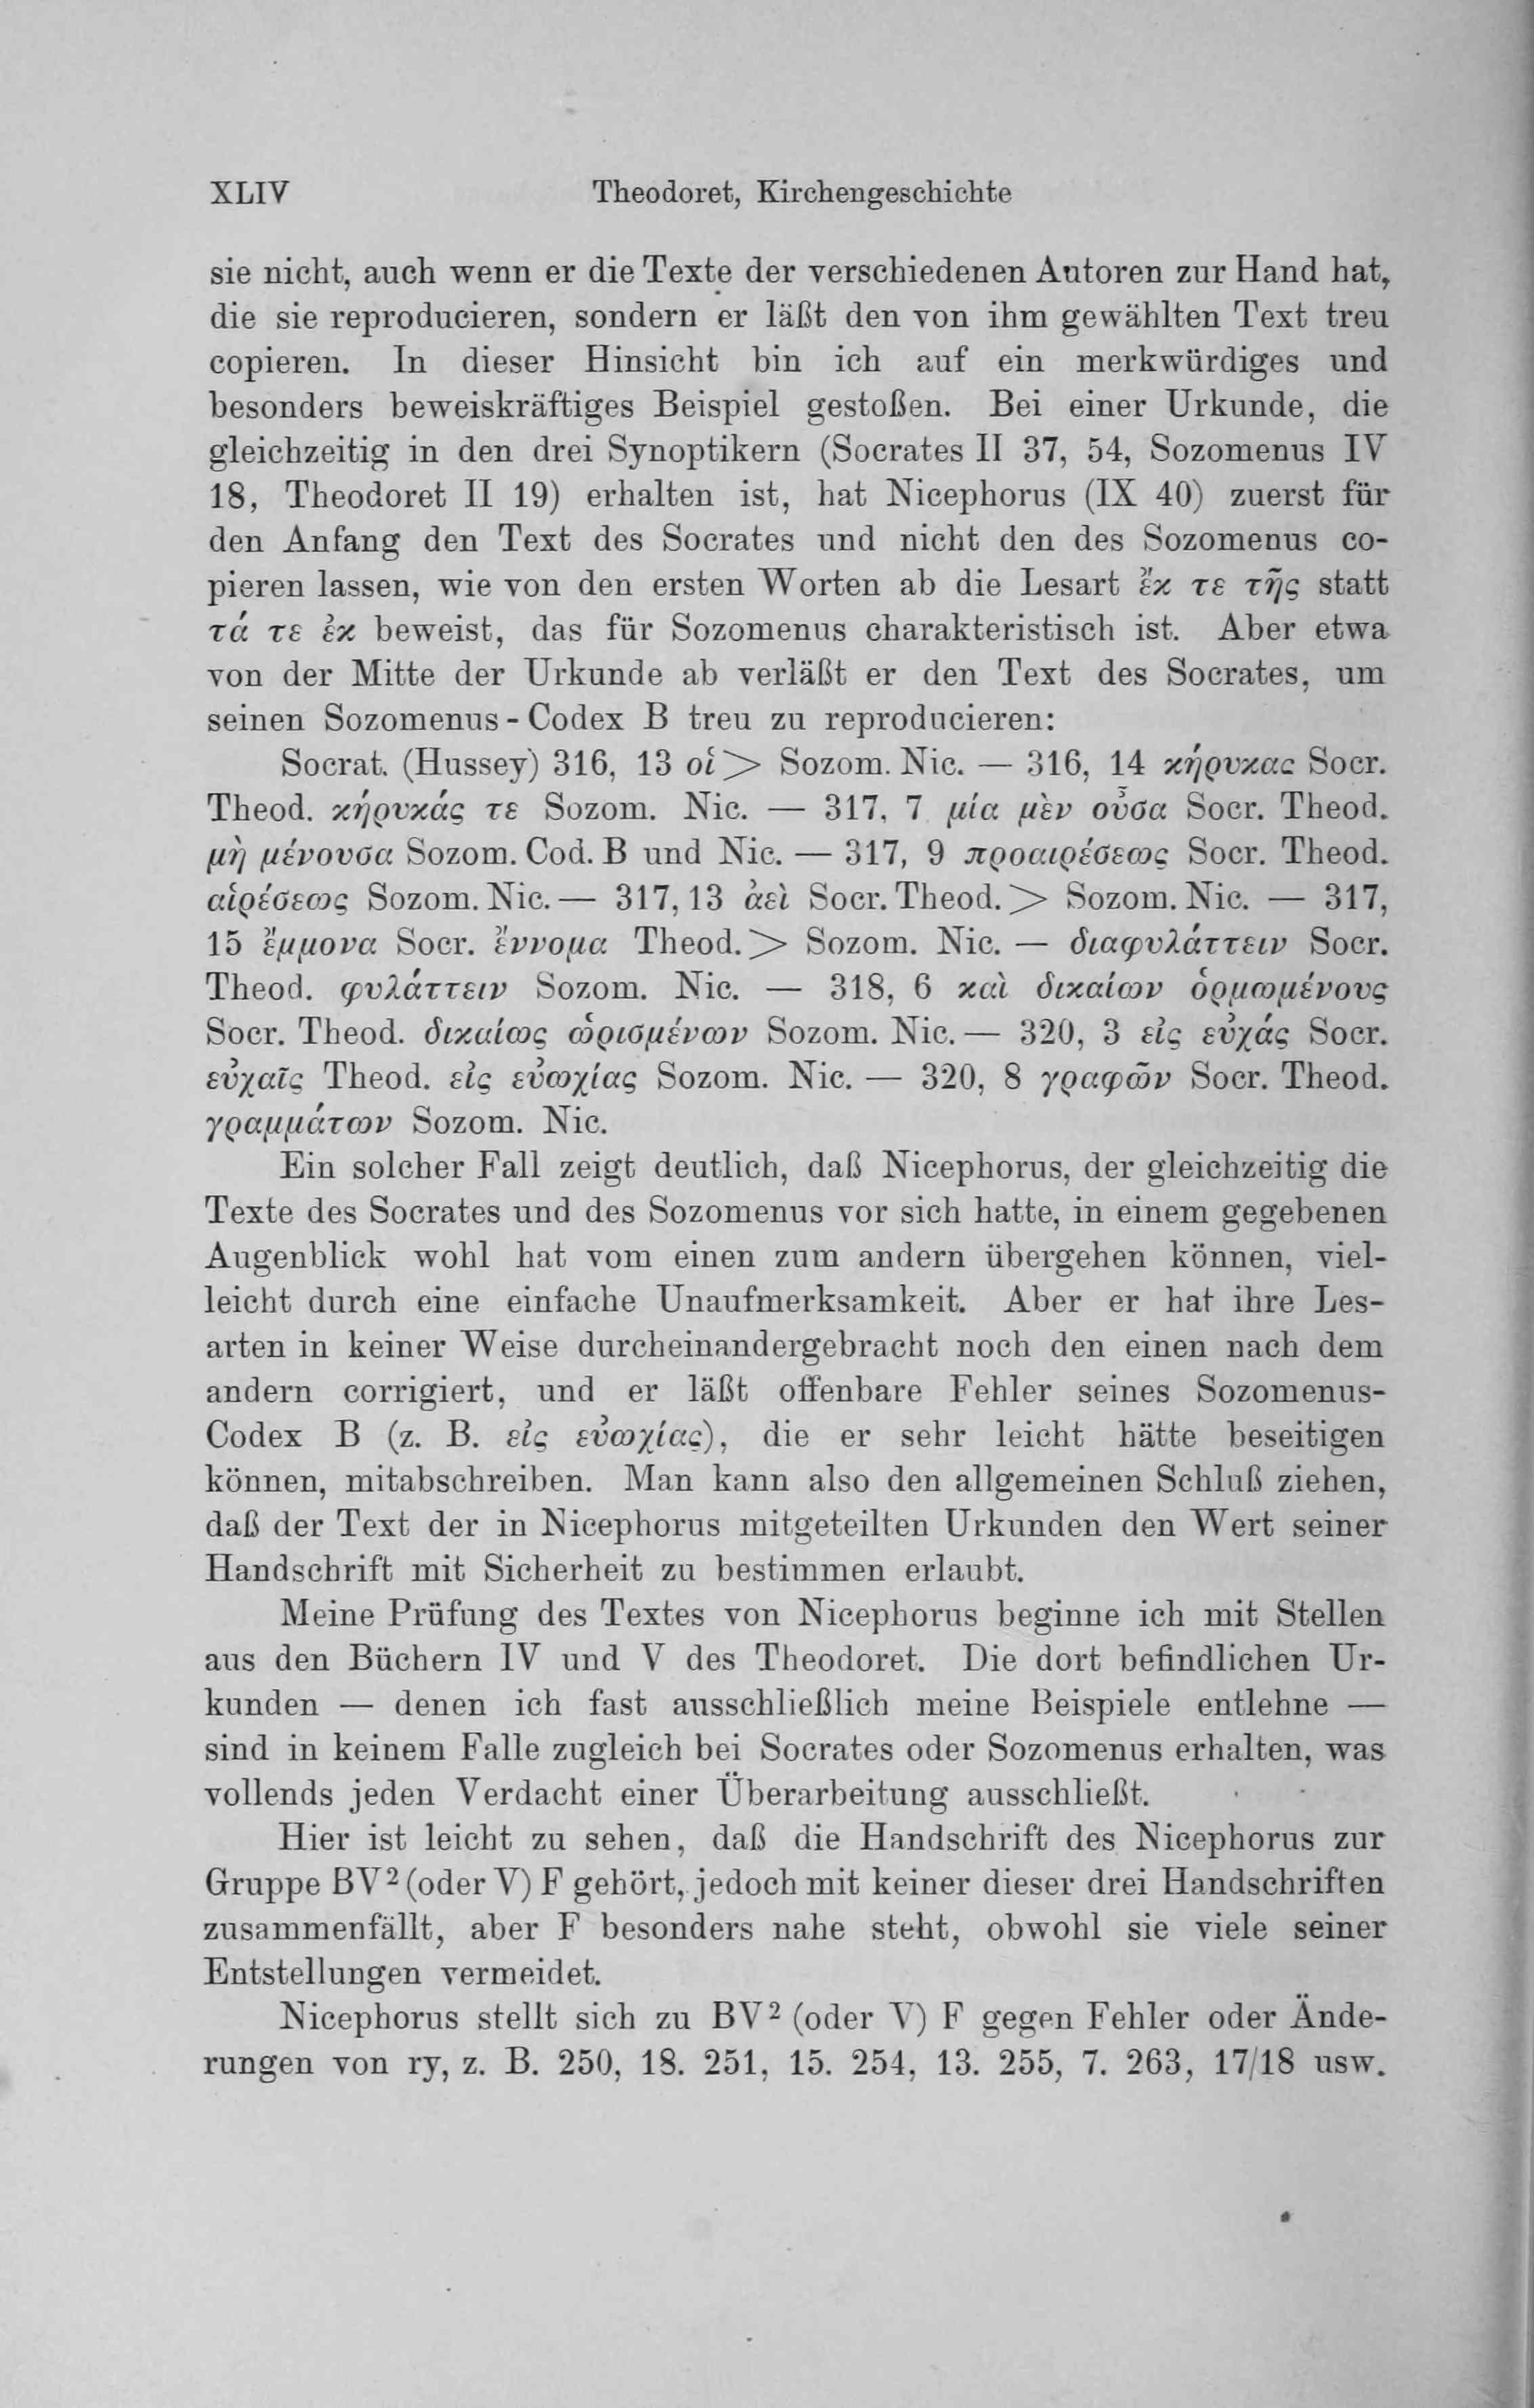 XLIV Theodoret, Kirchengeschichte
sie nicht, auch wenn er die Texte der verschiedenen Autoren zur Hand hat,
die sie reproducieren, sondern er läßt den von ihm gewählten Text treu
copieren. In dieser Hinsicht bin ich auf ein merkwürdiges und
besonders beweiskräftiges Beispiel gestoßen. Bei einer Urkunde, die
gleichzeitig in den drei Synoptikern (Socrates II 37, 54, Sozomenus IV
18, Theodoret II 19) erhalten ist, hat Nicephorus (IX 40) zuerst für
den Anfang den Text des Socrates und nicht den des Sozomenus co-
pieren lassen, wie von den ersten Worten ab die Lesart ἔκ τε τῆς statt
τά τε ἐκ beweist, das für Sozomenus charakteristisch ist. Aber etwa
von der Mitte der Urkunde ab verläßt er den Text des Socrates, um
seinen Sozomenus-Codex B treu zu reproducieren:
Socrat. (Hussey) 316, 13 οἱ > Sozom. Nic. — 316, 14 κήρυκας Socr.
Theod. κήρυκάς τε Sozom. Nic. — 317, 7 μία μὲν οὖσα Socr. Theod.
μὴ μένουσα Sozom. Cod. B und Nic. — 317, 9 προαιρέσεως Socr. Theod.
αἱρέσεως Sozom. Nic. — 317, 13 ἀεὶ Socr. Theod. > Sozom. Nic. — 317,
15 ἔμμονα Socr. ἔννομα Theod. > Sozom. Nic. — διαφυλάττειν Socr.
Theod. φυλάττειν Sozom. Nic. — 318, 6 καὶ δικαίων ὁρμωμένους
Socr. Theod. δικαίως ὡρισμένων Sozom. Nic. — 320, 3 εἰς εὐχάς Socr.
εὐχαῖς Theod. εἰς εὐωχίας Sozom. Nic. — 320, 8 γραφῶν Socr. Theod.
γραμμάτων Sozom. Nic.
Ein solcher Fall zeigt deutlich, daß Nicephorus, der gleichzeitig die
Texte des Socrates und des Sozomenus vor sich hatte, in einem gegebenen
Augenblick wohl hat vom einen zum andern übergehen können, viel-
leicht durch eine einfache Unaufmerksamkeit. Aber er hat ihre Les-
arten in keiner Weise durcheinandergebracht noch den einen nach dem
andern corrigiert, und er läßt offenbare Fehler seines Sozomenus-
Codex B (z. B. εἰς εὐωχίας), die er sehr leicht hätte beseitigen
können, mitabschreiben. Man kann also den allgemeinen Schluß ziehen,
daß der Text der in Nicephorus mitgeteilten Urkunden den Wert seiner
Handschrift mit Sicherheit zu bestimmen erlaubt.
Meine Prüfung des Textes von Nicephorus beginne ich mit Stellen
aus den Büchern IV und V des Theodoret. Die dort befindlichen Ur-
kunden — denen ich fast ausschließlich meine Beispiele entlehne —
sind in keinem Falle zugleich bei Socrates oder Sozomenus erhalten, was
vollends jeden Verdacht einer Überarbeitung ausschließt.
Hier ist leicht zu sehen, daß die Handschrift des Nicephorus zur
Gruppe BV² (oder V) F gehört, jedoch mit keiner dieser drei Handschriften
zusammenfällt, aber F besonders nahe steht, obwohl sie viele seiner
Entstellungen vermeidet.
Nicephorus stellt sich zu BV² (oder V) F gegen Fehler oder Ände-
rungen von ry, z. B. 250, 18. 251, 15. 254, 13. 255, 7. 263, 17/18 usw.